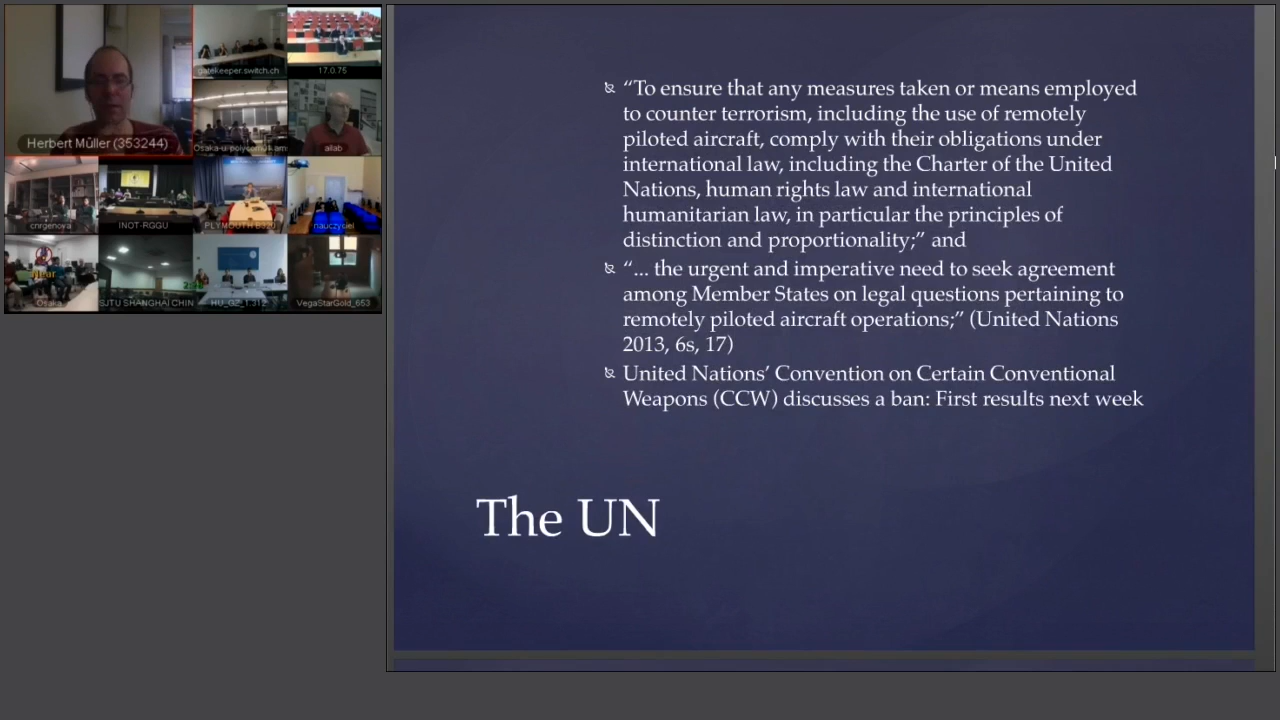 Herbert Müller (353244)
gatekeeper.switch.ch
17.0.75
ailab
cnrgenova
INOT-RGGU
PLYMOUTH B320
nauczyciel
Osaka
SJTU SHANGHAI CHIN
HU_GZ_1.312
VegaStarGold_653
“To ensure that any measures taken or means employed
to counter terrorism, including the use of remotely
piloted aircraft, comply with their obligations under
international law, including the Charter of the United
Nations, human rights law and international
humanitarian law, in particular the principles of
distinction and proportionality;” and
“... the urgent and imperative need to seek agreement
among Member States on legal questions pertaining to
remotely piloted aircraft operations;” (United Nations
2013, 6s, 17)
United Nations’ Convention on Certain Conventional
Weapons (CCW) discusses a ban: First results next week
The UN